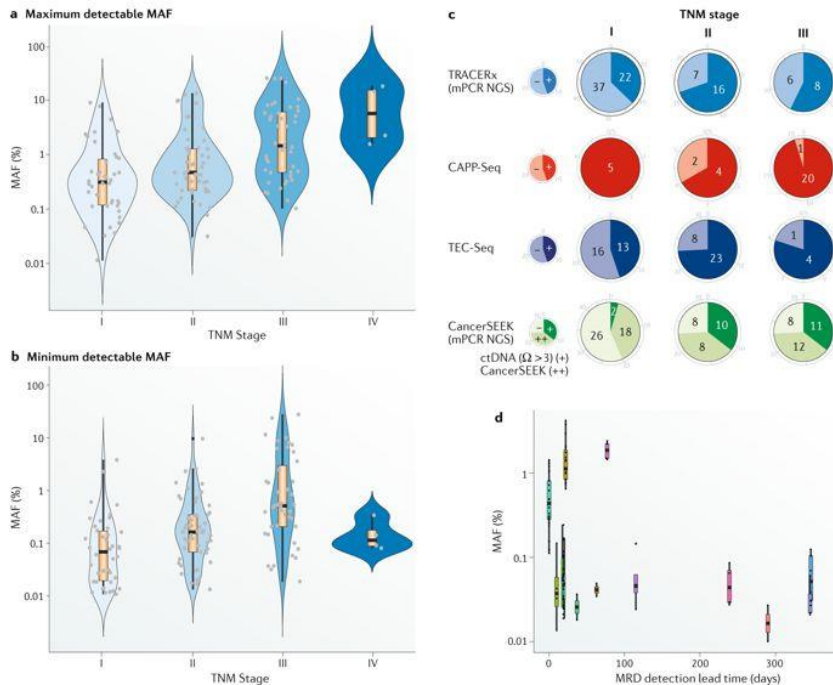 a Maximum detectable MAF
100
10
1
0.1
0.01
MAF (%)
I II III IV
TNM Stage
b Minimum detectable MAF
100
10
1
0.1
0.01
MAF (%)
I II III IV
TNM Stage
c TNM stage
I II III
TRACERx
(mPCR NGS)
– +
37 22
7 16
6 8
CAPP-Seq
– +
5
2 4
1 20
TEC-Seq
– +
16 13
8 23
1 4
CancerSEEK
(mPCR NGS)
– +
++
ctDNA (Ω >3) (+)
CancerSEEK (++)
2 26 18
8 10 8
8 11 12
d
1
0.1
0.01
MAF (%)
0 100 200 300
MRD detection lead time (days)